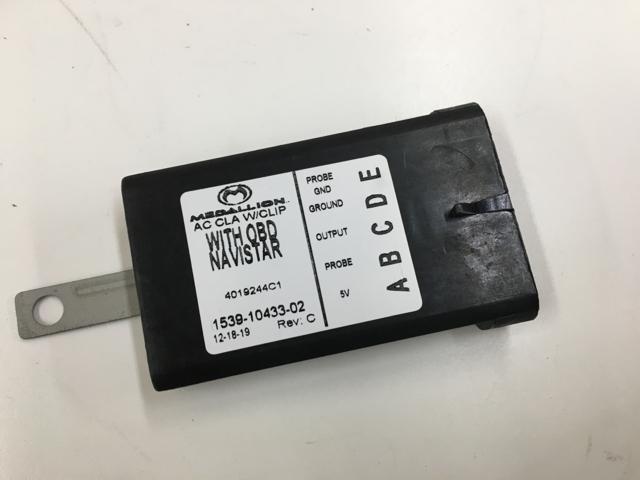 MEDALLION
AC CLA W/CLIP
WITH OBD
NAVISTAR
4019244C1
1539-10433-02
12-18-19 Rev: C
PROBE
GND
GROUND
OUTPUT
PROBE
5V
A B C D E